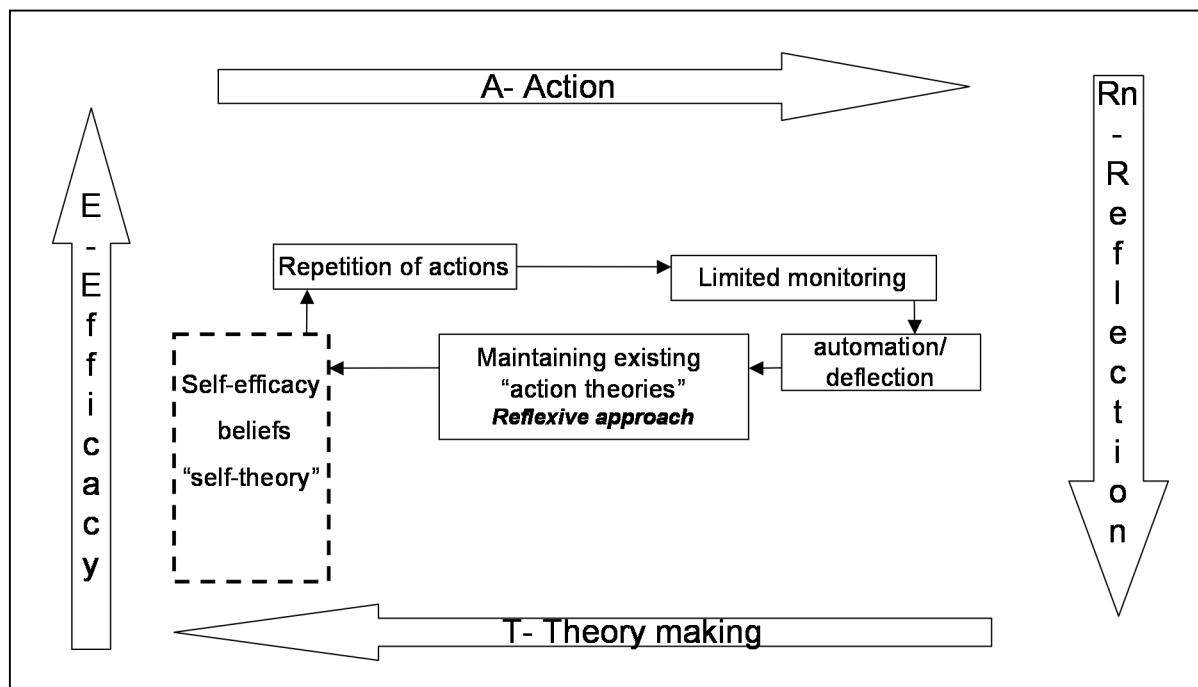 A- Action
Rn
-
R
e
f
l
e
c
t
i
o
n
E
-
E
f
f
i
c
a
c
y
Repetition of actions
Limited monitoring
automation/
deflection
Maintaining existing
“action theories”
Reflexive approach
Self-efficacy
beliefs
“self-theory”
T- Theory making